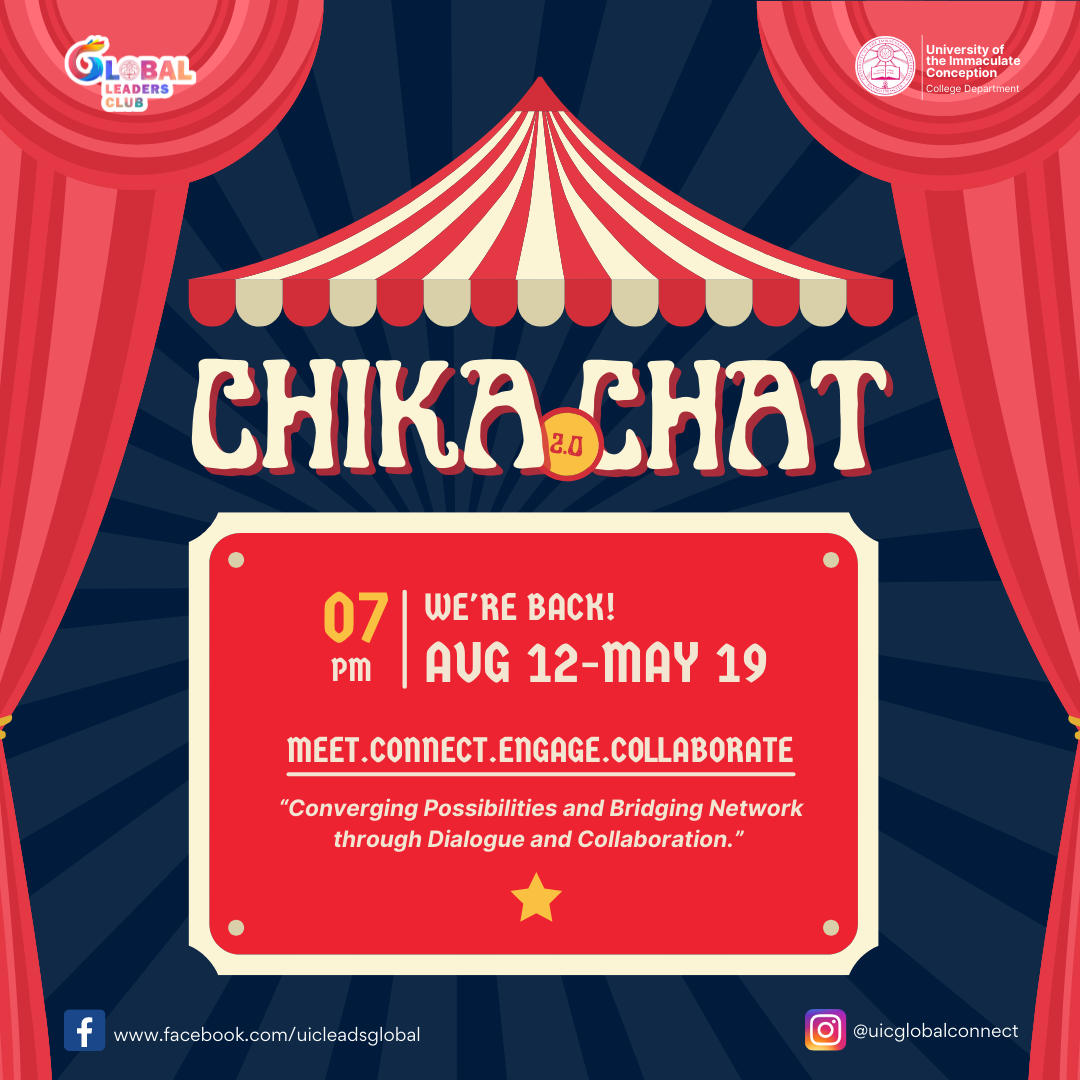 GLOBAL
LEADERS
CLUB
University of
the Immaculate
Conception
College Department
CHIKA 2.0 CHAT
07
PM
WE'RE BACK!
AUG 12-MAY 19
MEET.CONNECT.ENGAGE.COLLABORATE
“Converging Possibilities and Bridging Network
through Dialogue and Collaboration.”
www.facebook.com/uicleadsglobal
@uicglobalconnect